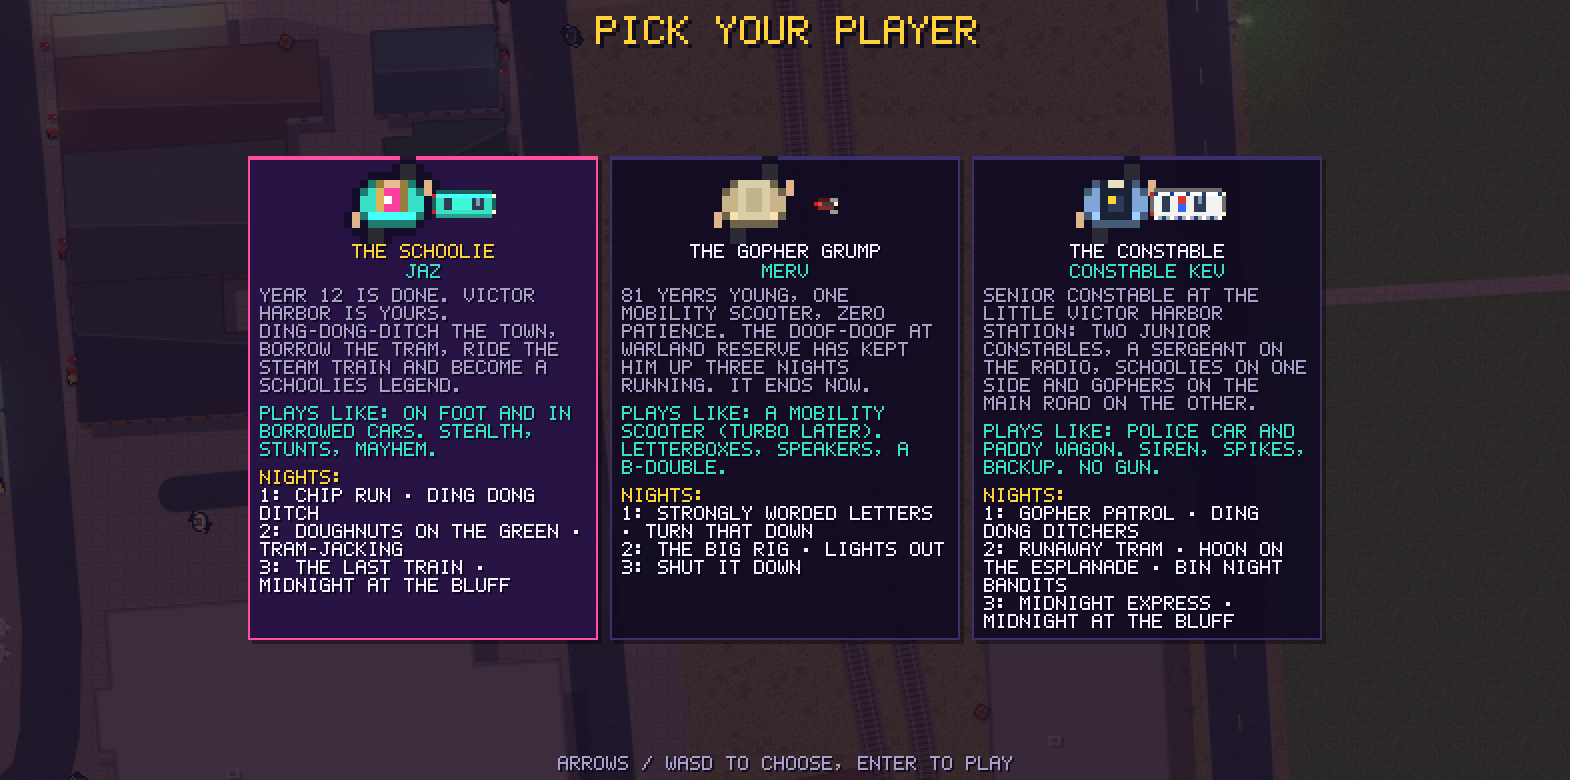 PICK YOUR PLAYER
THE SCHOOLIE
JAZ
YEAR 12 IS DONE. VICTOR
HARBOR IS YOURS.
DING-DONG-DITCH THE TOWN,
BORROW THE TRAM, RIDE THE
STEAM TRAIN AND BECOME A
SCHOOLIES LEGEND.
PLAYS LIKE: ON FOOT AND IN
BORROWED CARS. STEALTH,
STUNTS, MAYHEM.
NIGHTS:
1: CHIP RUN · DING DONG
DITCH
2: DOUGHNUTS ON THE GREEN ·
TRAM-JACKING
3: THE LAST TRAIN ·
MIDNIGHT AT THE BLUFF
THE GOPHER GRUMP
MERV
81 YEARS YOUNG, ONE
MOBILITY SCOOTER, ZERO
PATIENCE. THE DOOF-DOOF AT
WARLAND RESERVE HAS KEPT
HIM UP THREE NIGHTS
RUNNING. IT ENDS NOW.
PLAYS LIKE: A MOBILITY
SCOOTER (TURBO LATER).
LETTERBOXES, SPEAKERS, A
B-DOUBLE.
NIGHTS:
1: STRONGLY WORDED LETTERS
· TURN THAT DOWN
2: THE BIG RIG · LIGHTS OUT
3: SHUT IT DOWN
THE CONSTABLE
CONSTABLE KEV
SENIOR CONSTABLE AT THE
LITTLE VICTOR HARBOR
STATION: TWO JUNIOR
CONSTABLES, A SERGEANT ON
THE RADIO, SCHOOLIES ON ONE
SIDE AND GOPHERS ON THE
MAIN ROAD ON THE OTHER.
PLAYS LIKE: POLICE CAR AND
PADDY WAGON. SIREN, SPIKES,
BACKUP. NO GUN.
NIGHTS:
1: GOPHER PATROL · DING
DONG DITCHERS
2: RUNAWAY TRAM · HOON ON
THE ESPLANADE · BIN NIGHT
BANDITS
3: MIDNIGHT EXPRESS ·
MIDNIGHT AT THE BLUFF
ARROWS / WASD TO CHOOSE, ENTER TO PLAY